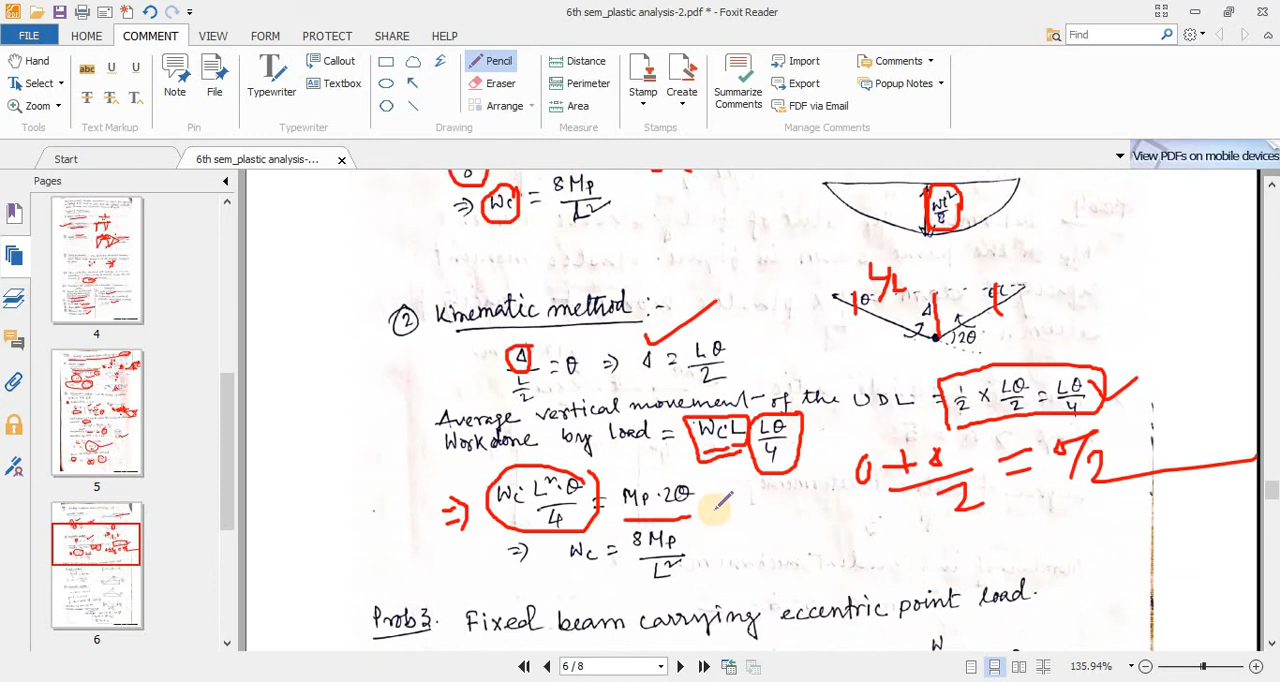 6th sem_plastic analysis-2.pdf * - Foxit Reader
FILE HOME COMMENT VIEW FORM PROTECT SHARE HELP
Find
Hand
Select
Zoom
Tools
abc U U
T T T
Text Markup
Note
File
Pin
Typewriter
Callout
Textbox
Typewriter
Pencil
Eraser
Arrange
Drawing
Distance
Perimeter
Area
Measure
Stamp
Create
Stamps
Summarize Comments
Import
Export
FDF via Email
Comments
Popup Notes
Manage Comments
Start
6th sem_plastic analysis-...
View PDFs on mobile devices
Pages
4
5
6
⇒ Wc = 8Mp / L²
WL² / 8
② Kinematic method :-
θ L/2 Δ θ 2θ
Δ / (L/2) = θ ⇒ Δ = Lθ/2
Average vertical movement of the UDL = 1/2 × Lθ/2 = Lθ/4
Workdone by load = Wc·L Lθ/4
0 + Δ / 2 = Δ/2
⇒ Wc·L²·θ / 4 = Mp·2θ
⇒ Wc = 8Mp / L²
Prob 3. Fixed beam carrying eccentric point load.
W
6 / 8
135.94%